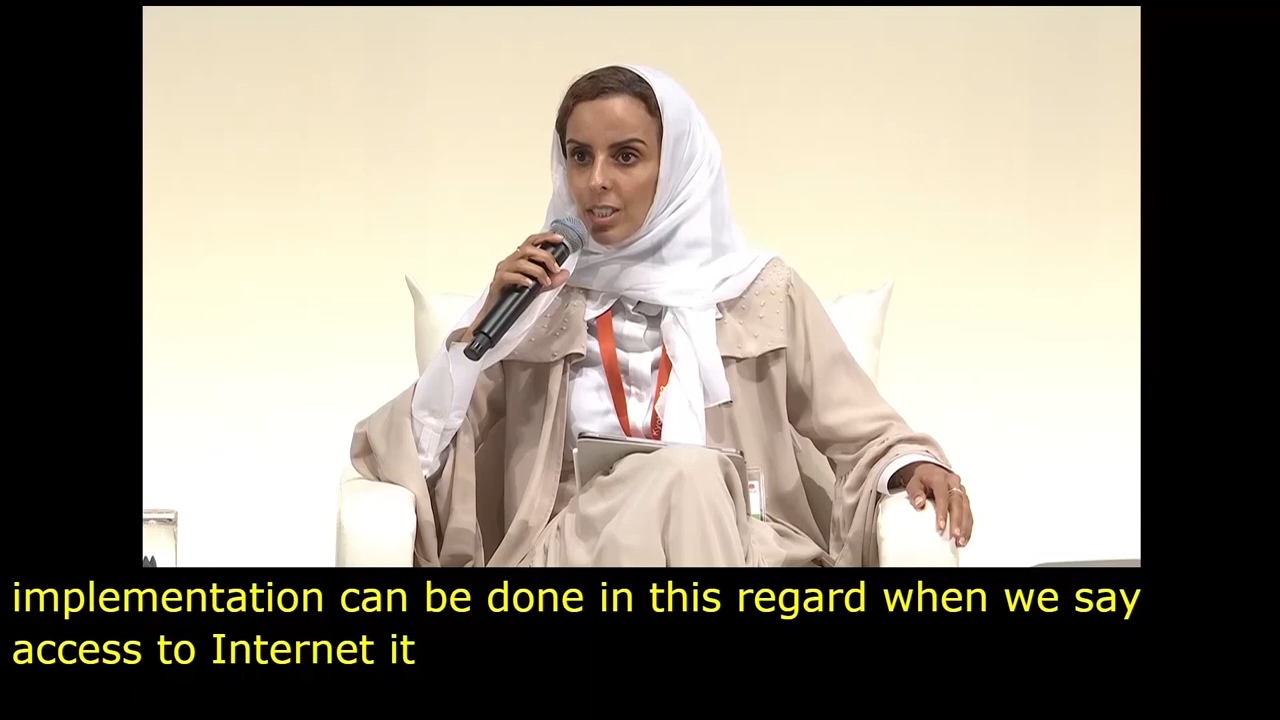 implementation can be done in this regard when we say
access to Internet it